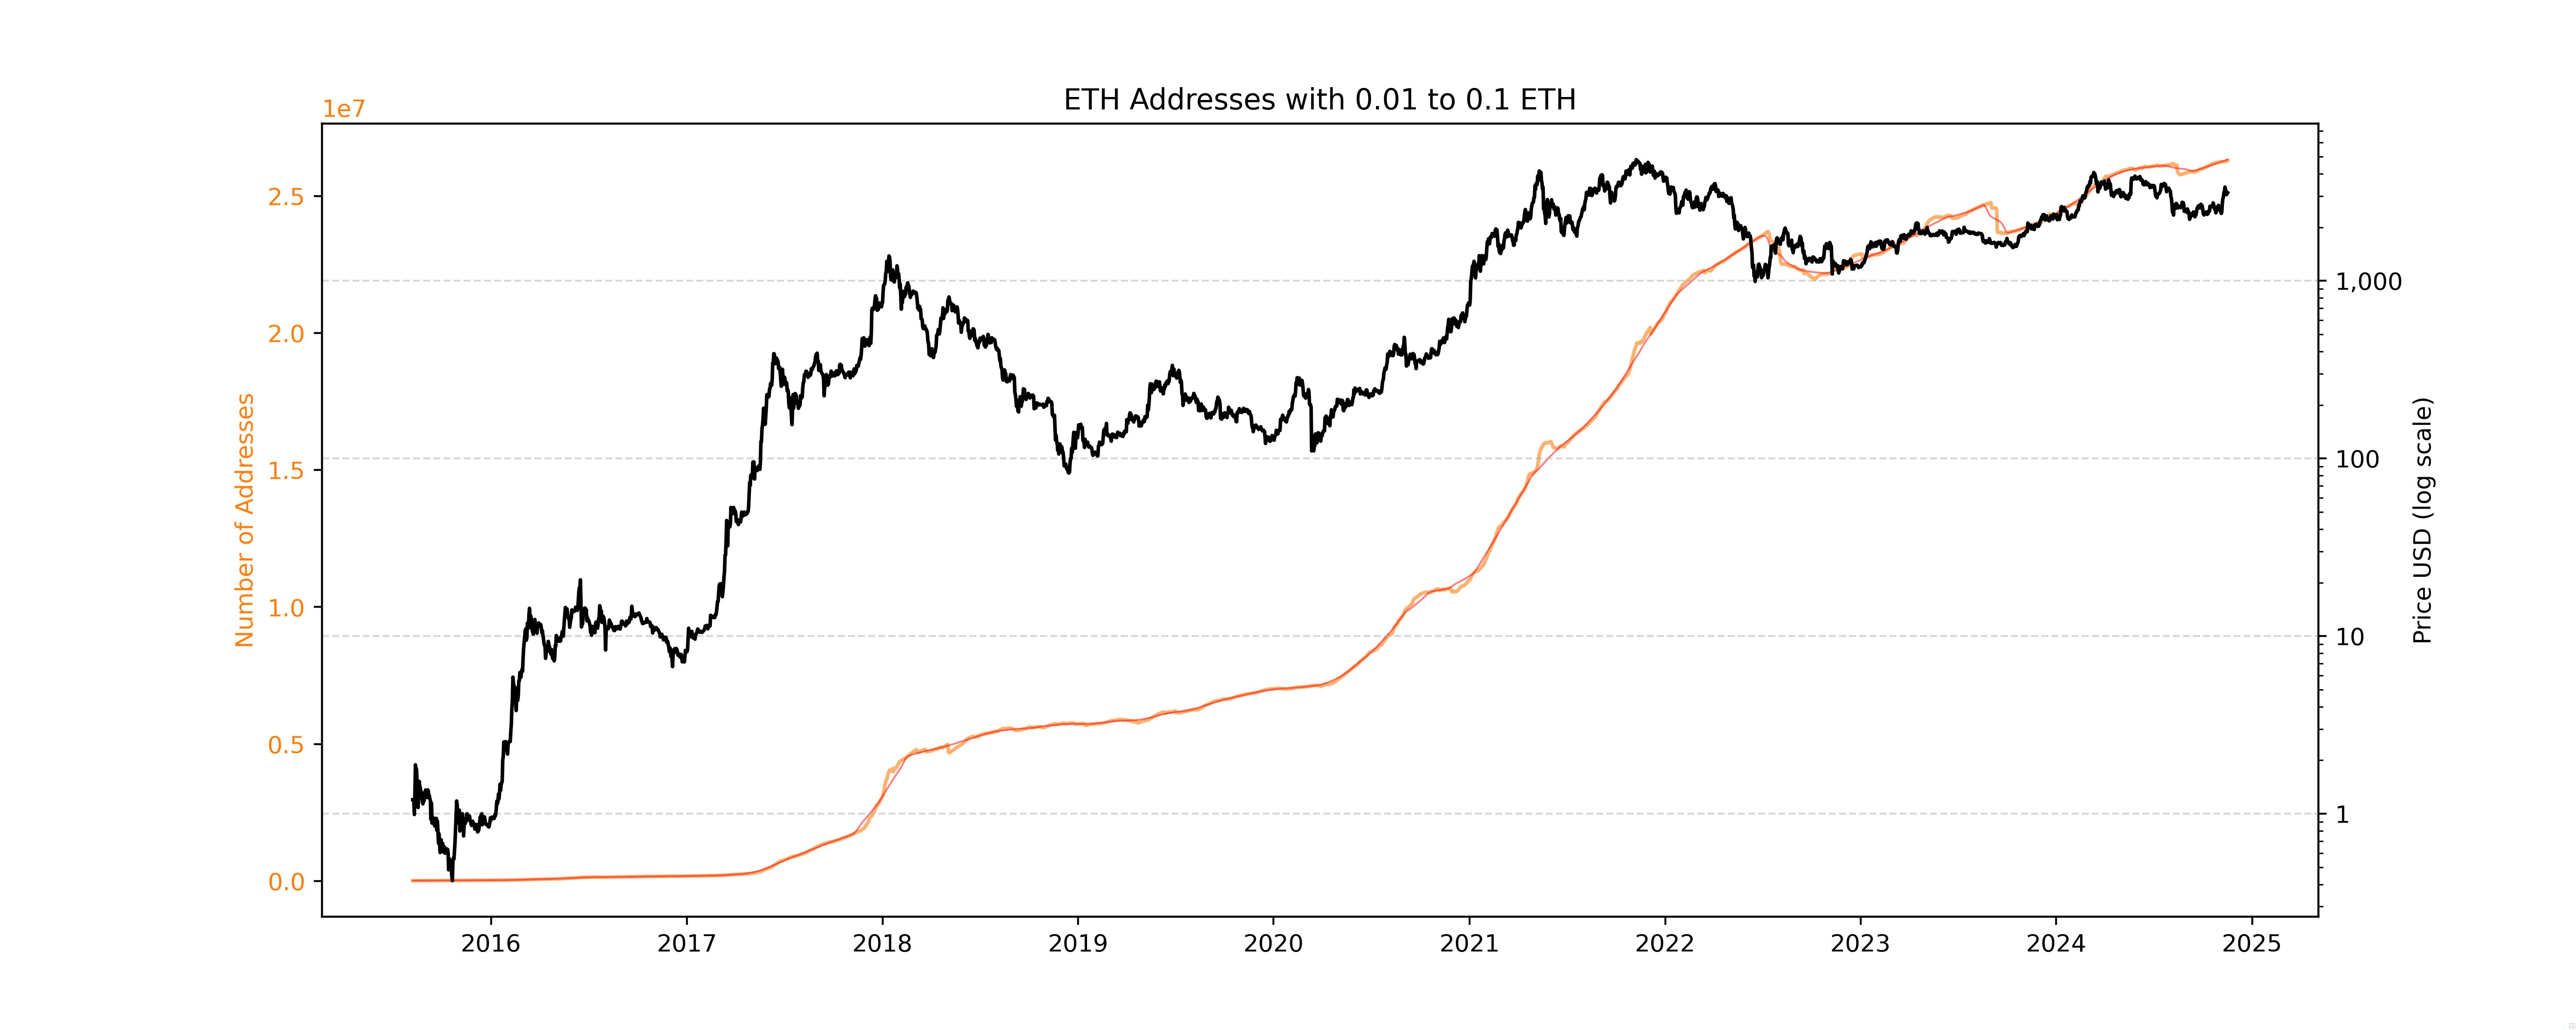 ETH Addresses with 0.01 to 0.1 ETH
1e7
2.5
2.0
1.5
1.0
0.5
0.0
Number of Addresses
1,000
100
10
1
Price USD (log scale)
2016 2017 2018 2019 2020 2021 2022 2023 2024 2025